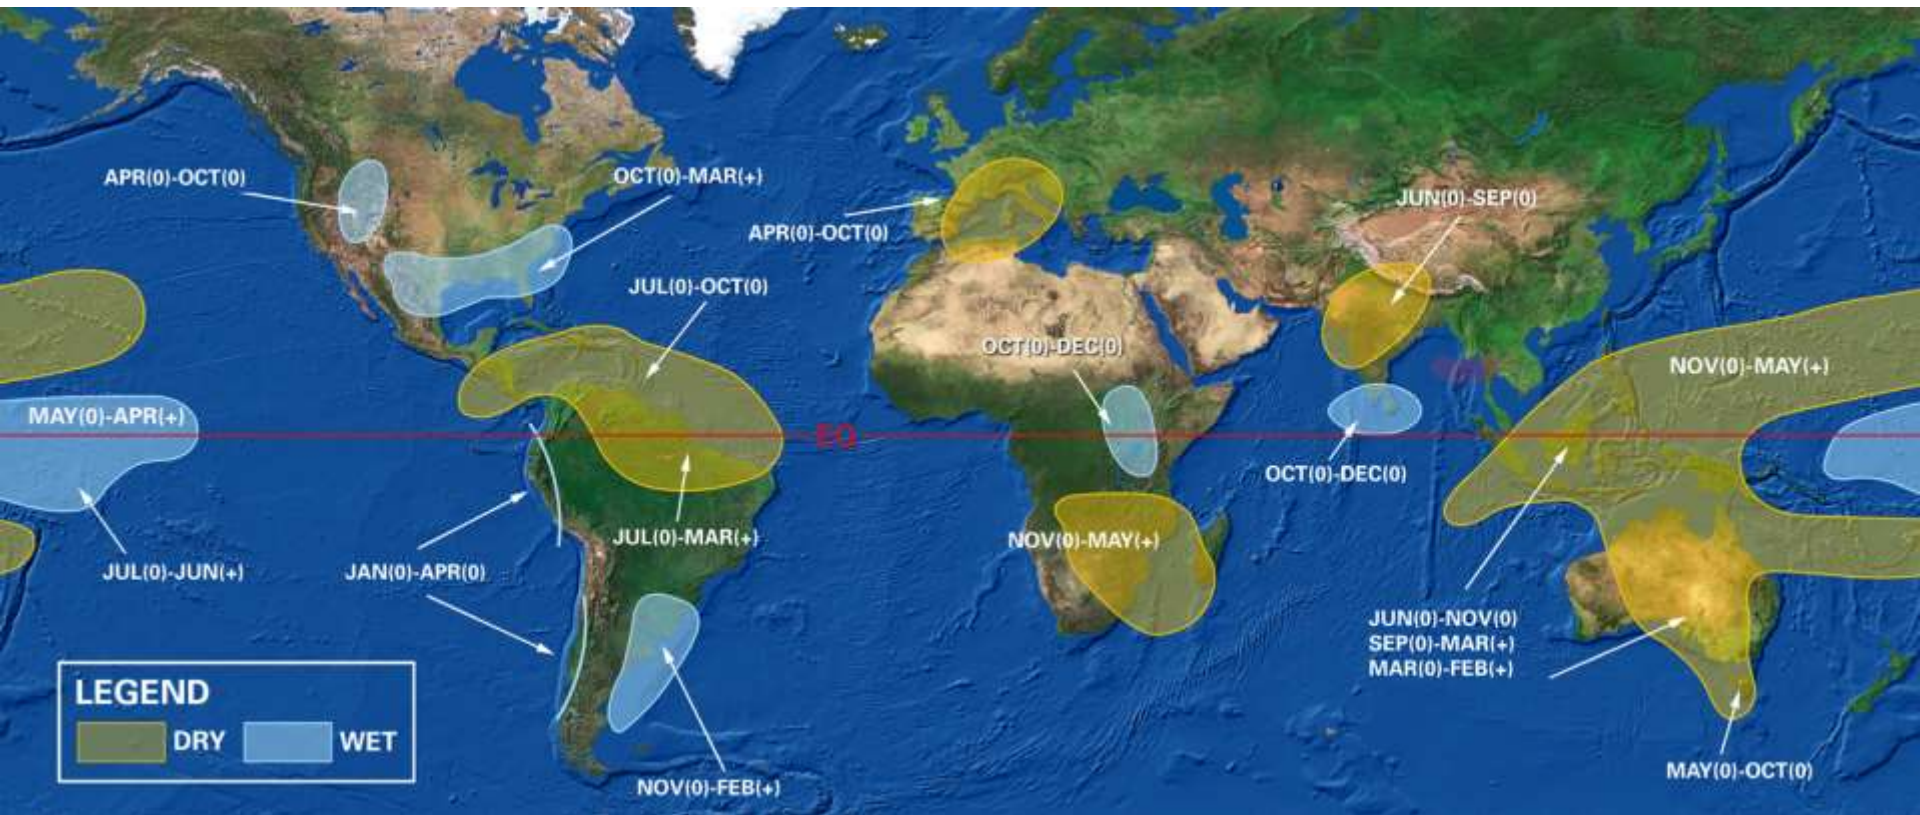 APR(0)-OCT(0)
OCT(0)-MAR(+)
JUN(0)-SEP(0)
APR(0)-OCT(0)
JUL(0)-OCT(0)
OCT(0)-DEC(0)
NOV(0)-MAY(+)
MAY(0)-APR(+)
EQ
OCT(0)-DEC(0)
JUL(0)-MAR(+)
NOV(0)-MAY(+)
JUL(0)-JUN(+)
JAN(0)-APR(0)
JUN(0)-NOV(0)
SEP(0)-MAR(+)
MAR(0)-FEB(+)
LEGEND
DRY
WET
MAY(0)-OCT(0)
NOV(0)-FEB(+)